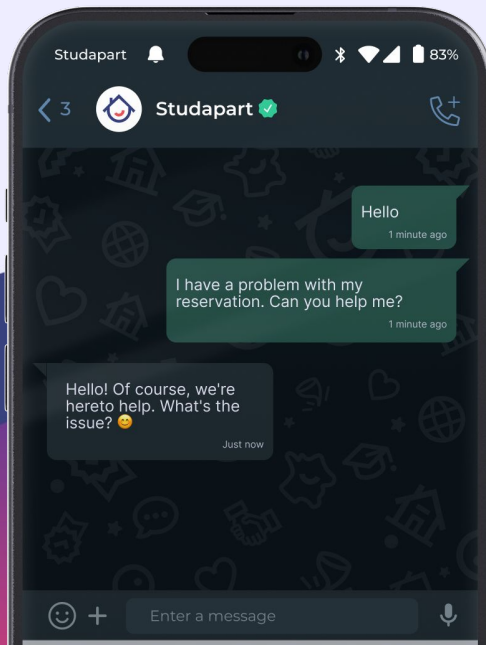 Studapart 83%
3 Studapart
Hello
1 minute ago
I have a problem with my
reservation. Can you help me?
1 minute ago
Hello! Of course, we're
hereto help. What's the
issue? 😊
Just now
Enter a message